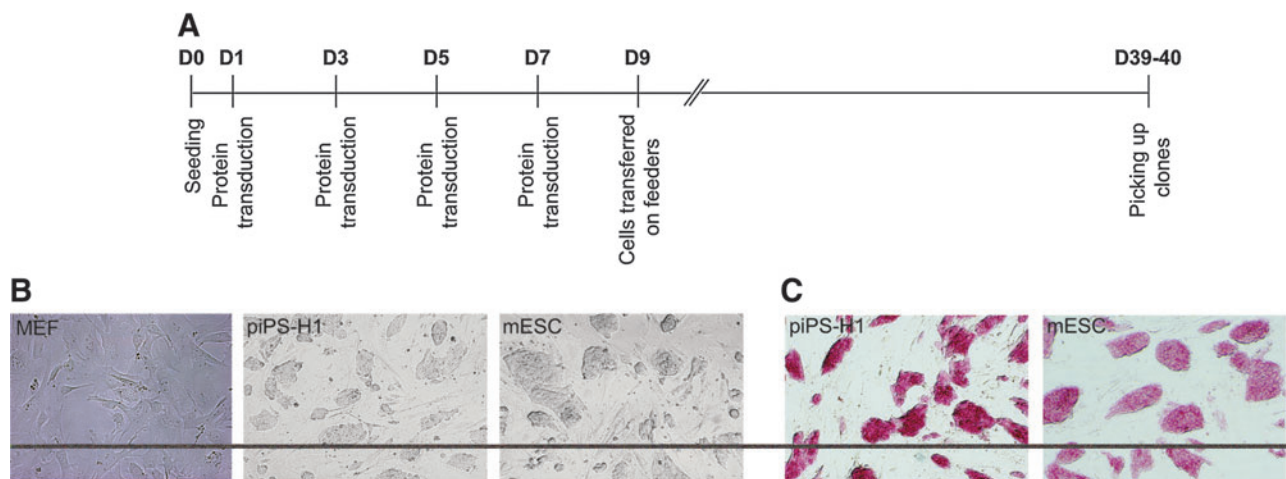 A
D0 D1 D3 D5 D7 D9 D39-40
Seeding
Protein
transduction
Protein
transduction
Protein
transduction
Protein
transduction
Cells transferred
on feeders
Picking up
clones
B
C
MEF
piPS-H1
mESC
piPS-H1
mESC